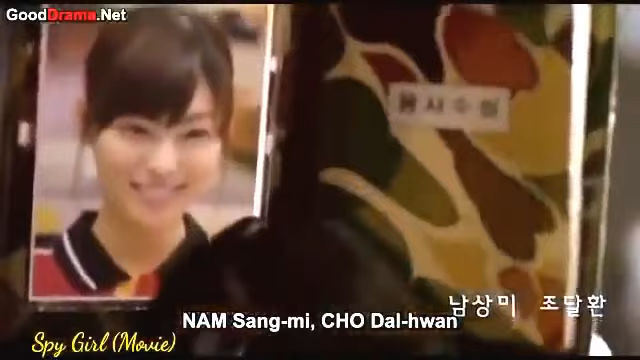 GoodDrama.Net
남상미 조달환
NAM Sang-mi, CHO Dal-hwan
Spy Girl (Movie)